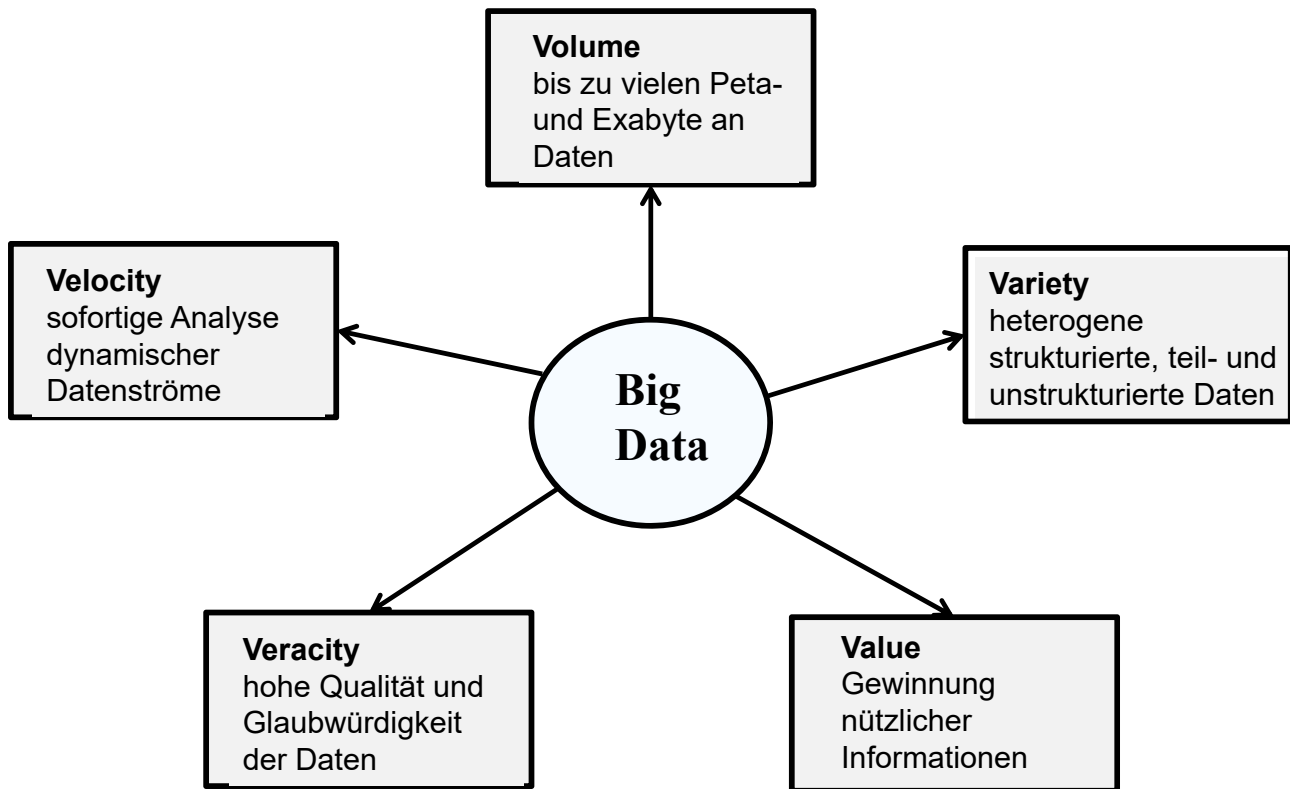 Volume
bis zu vielen Peta-
und Exabyte an
Daten
Velocity
sofortige Analyse
dynamischer
Datenströme
Variety
heterogene
strukturierte, teil- und
unstrukturierte Daten
Big
Data
Veracity
hohe Qualität und
Glaubwürdigkeit
der Daten
Value
Gewinnung
nützlicher
Informationen